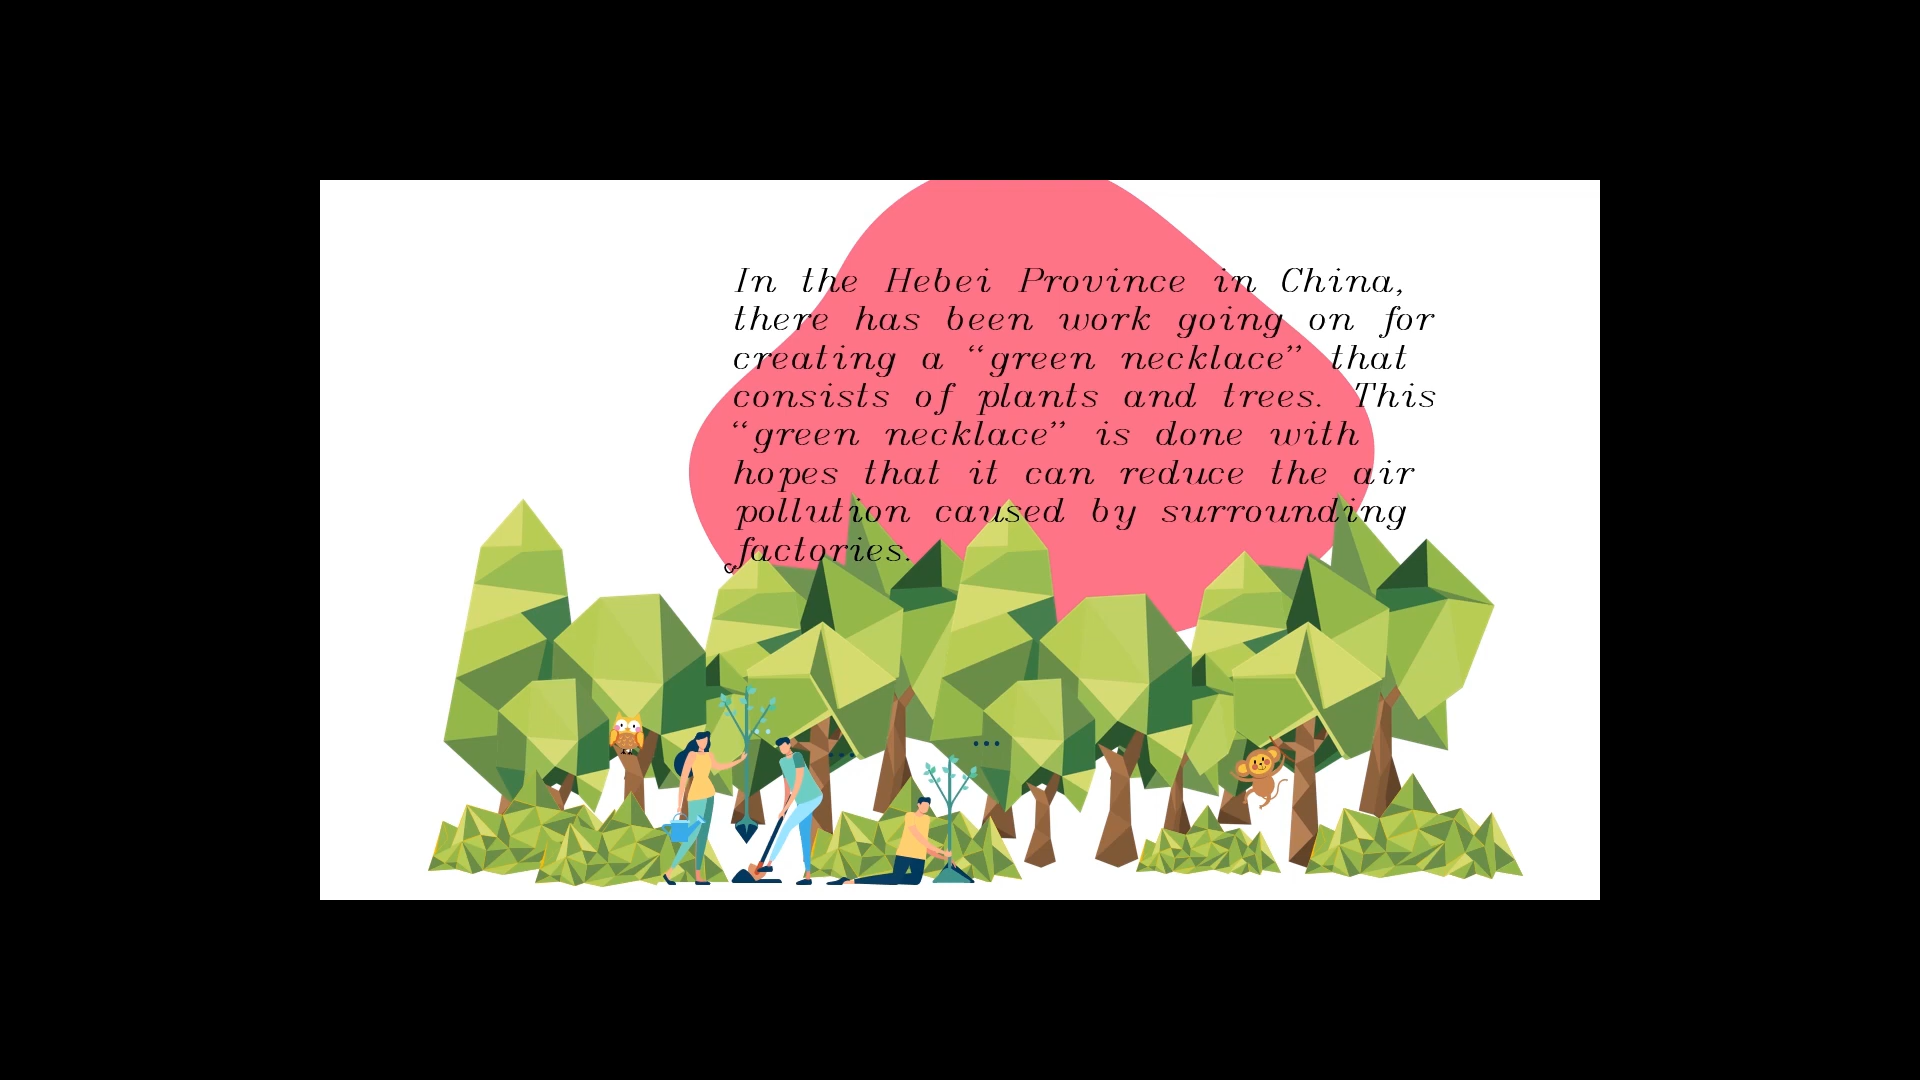 In the Hebei Province in China,
there has been work going on for
creating a “green necklace” that
consists of plants and trees. This
“green necklace” is done with
hopes that it can reduce the air
pollution caused by surrounding
factories.